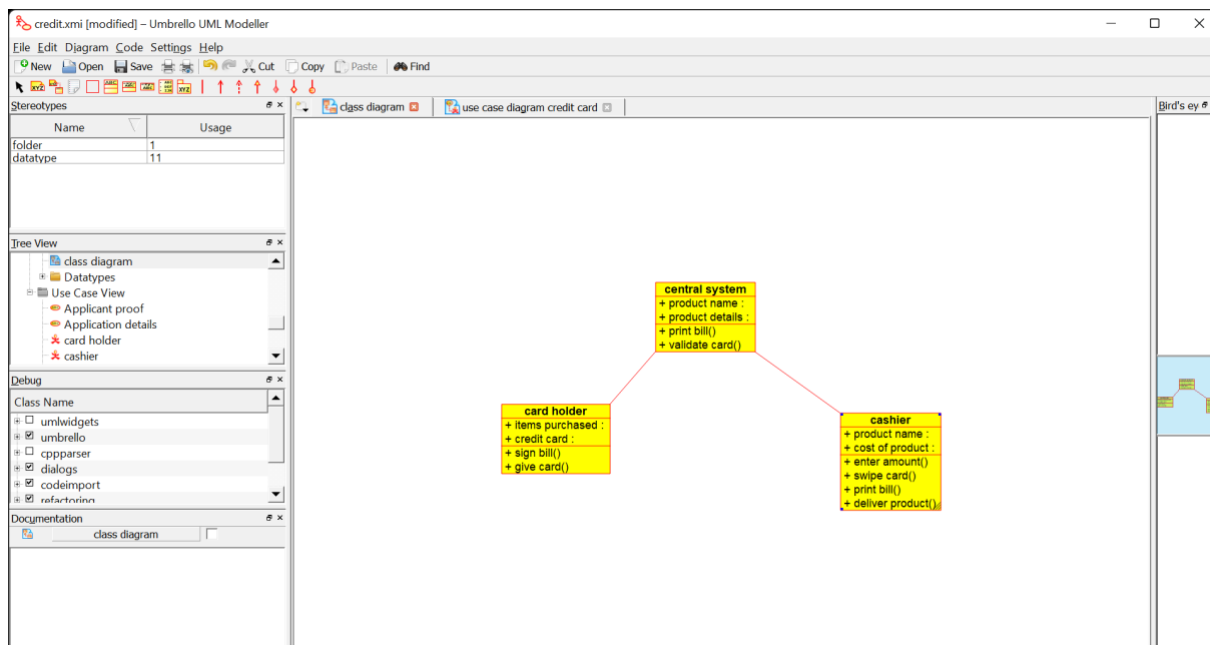 credit.xmi [modified] – Umbrello UML Modeller
File Edit Diagram Code Settings Help
New Open Save Cut Copy Paste Find
Stereotypes
Name Usage
folder 1
datatype 11
Tree View
class diagram
Datatypes
Use Case View
Applicant proof
Application details
card holder
cashier
Debug
Class Name
umlwidgets
umbrello
cppparser
dialogs
codeimport
refactoring
Documentation
class diagram
class diagram use case diagram credit card
central system
+ product name :
+ product details :
+ print bill()
+ validate card()
card holder
+ items purchased :
+ credit card :
+ sign bill()
+ give card()
cashier
+ product name :
+ cost of product :
+ enter amount()
+ swipe card()
+ print bill()
+ deliver product()
Bird's ey